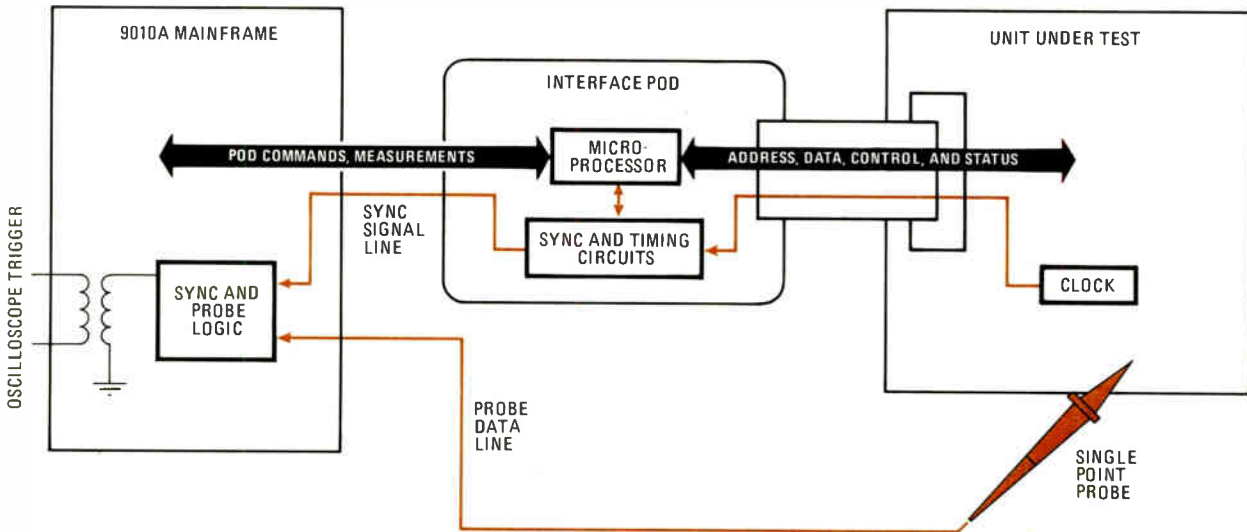 9010A MAINFRAME
INTERFACE POD
UNIT UNDER TEST
POD COMMANDS, MEASUREMENTS
MICRO-
PROCESSOR
ADDRESS, DATA, CONTROL, AND STATUS
SYNC
SIGNAL
LINE
SYNC AND TIMING
CIRCUITS
OSCILLOSCOPE TRIGGER
SYNC AND
PROBE
LOGIC
CLOCK
PROBE
DATA
LINE
SINGLE
POINT
PROBE